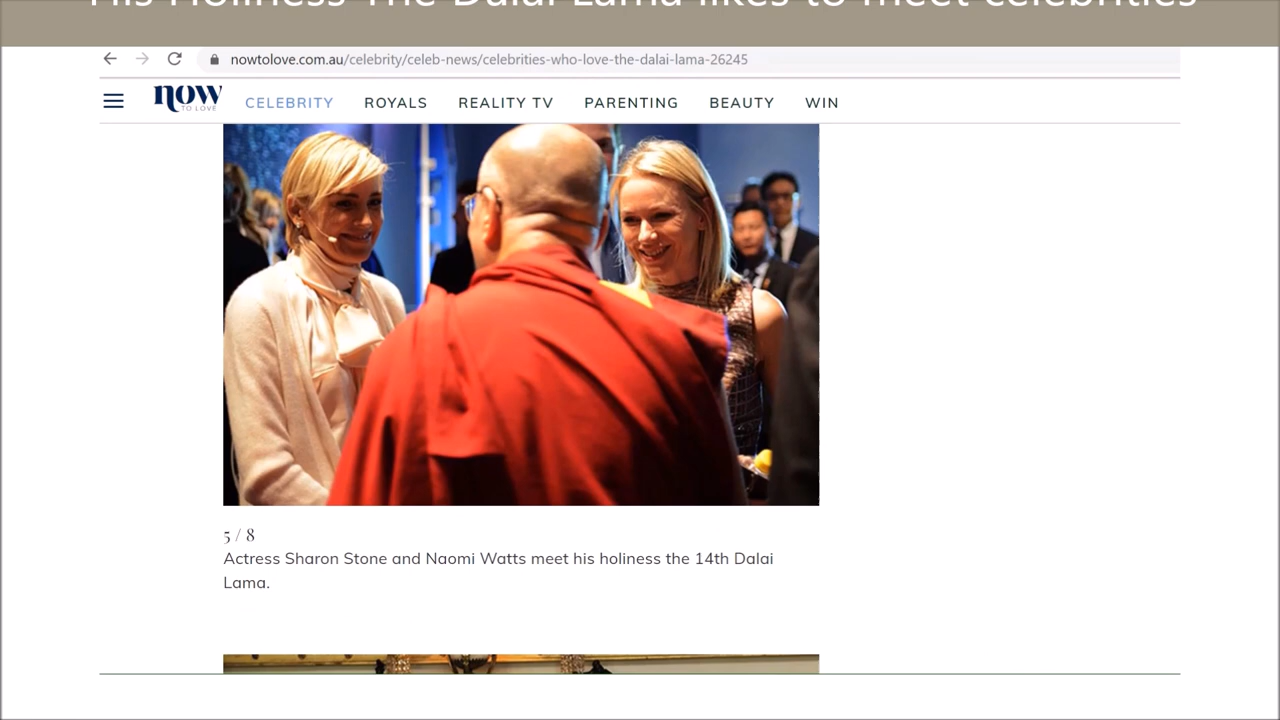 His Holiness The Dalai Lama likes to meet celebrities
nowtolove.com.au/celebrity/celeb-news/celebrities-who-love-the-dalai-lama-26245
now
TO LOVE
CELEBRITY ROYALS REALITY TV PARENTING BEAUTY WIN
5 / 8
Actress Sharon Stone and Naomi Watts meet his holiness the 14th Dalai
Lama.